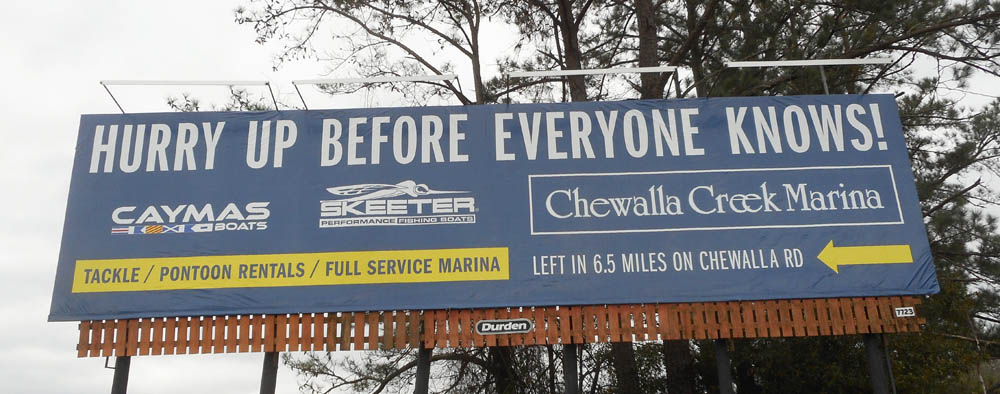 HURRY UP BEFORE EVERYONE KNOWS!
CAYMAS
BOATS
SKEETER
PERFORMANCE FISHING BOATS
Chewalla Creek Marina
TACKLE / PONTOON RENTALS / FULL SERVICE MARINA
LEFT IN 6.5 MILES ON CHEWALLA RD
Durden
7723